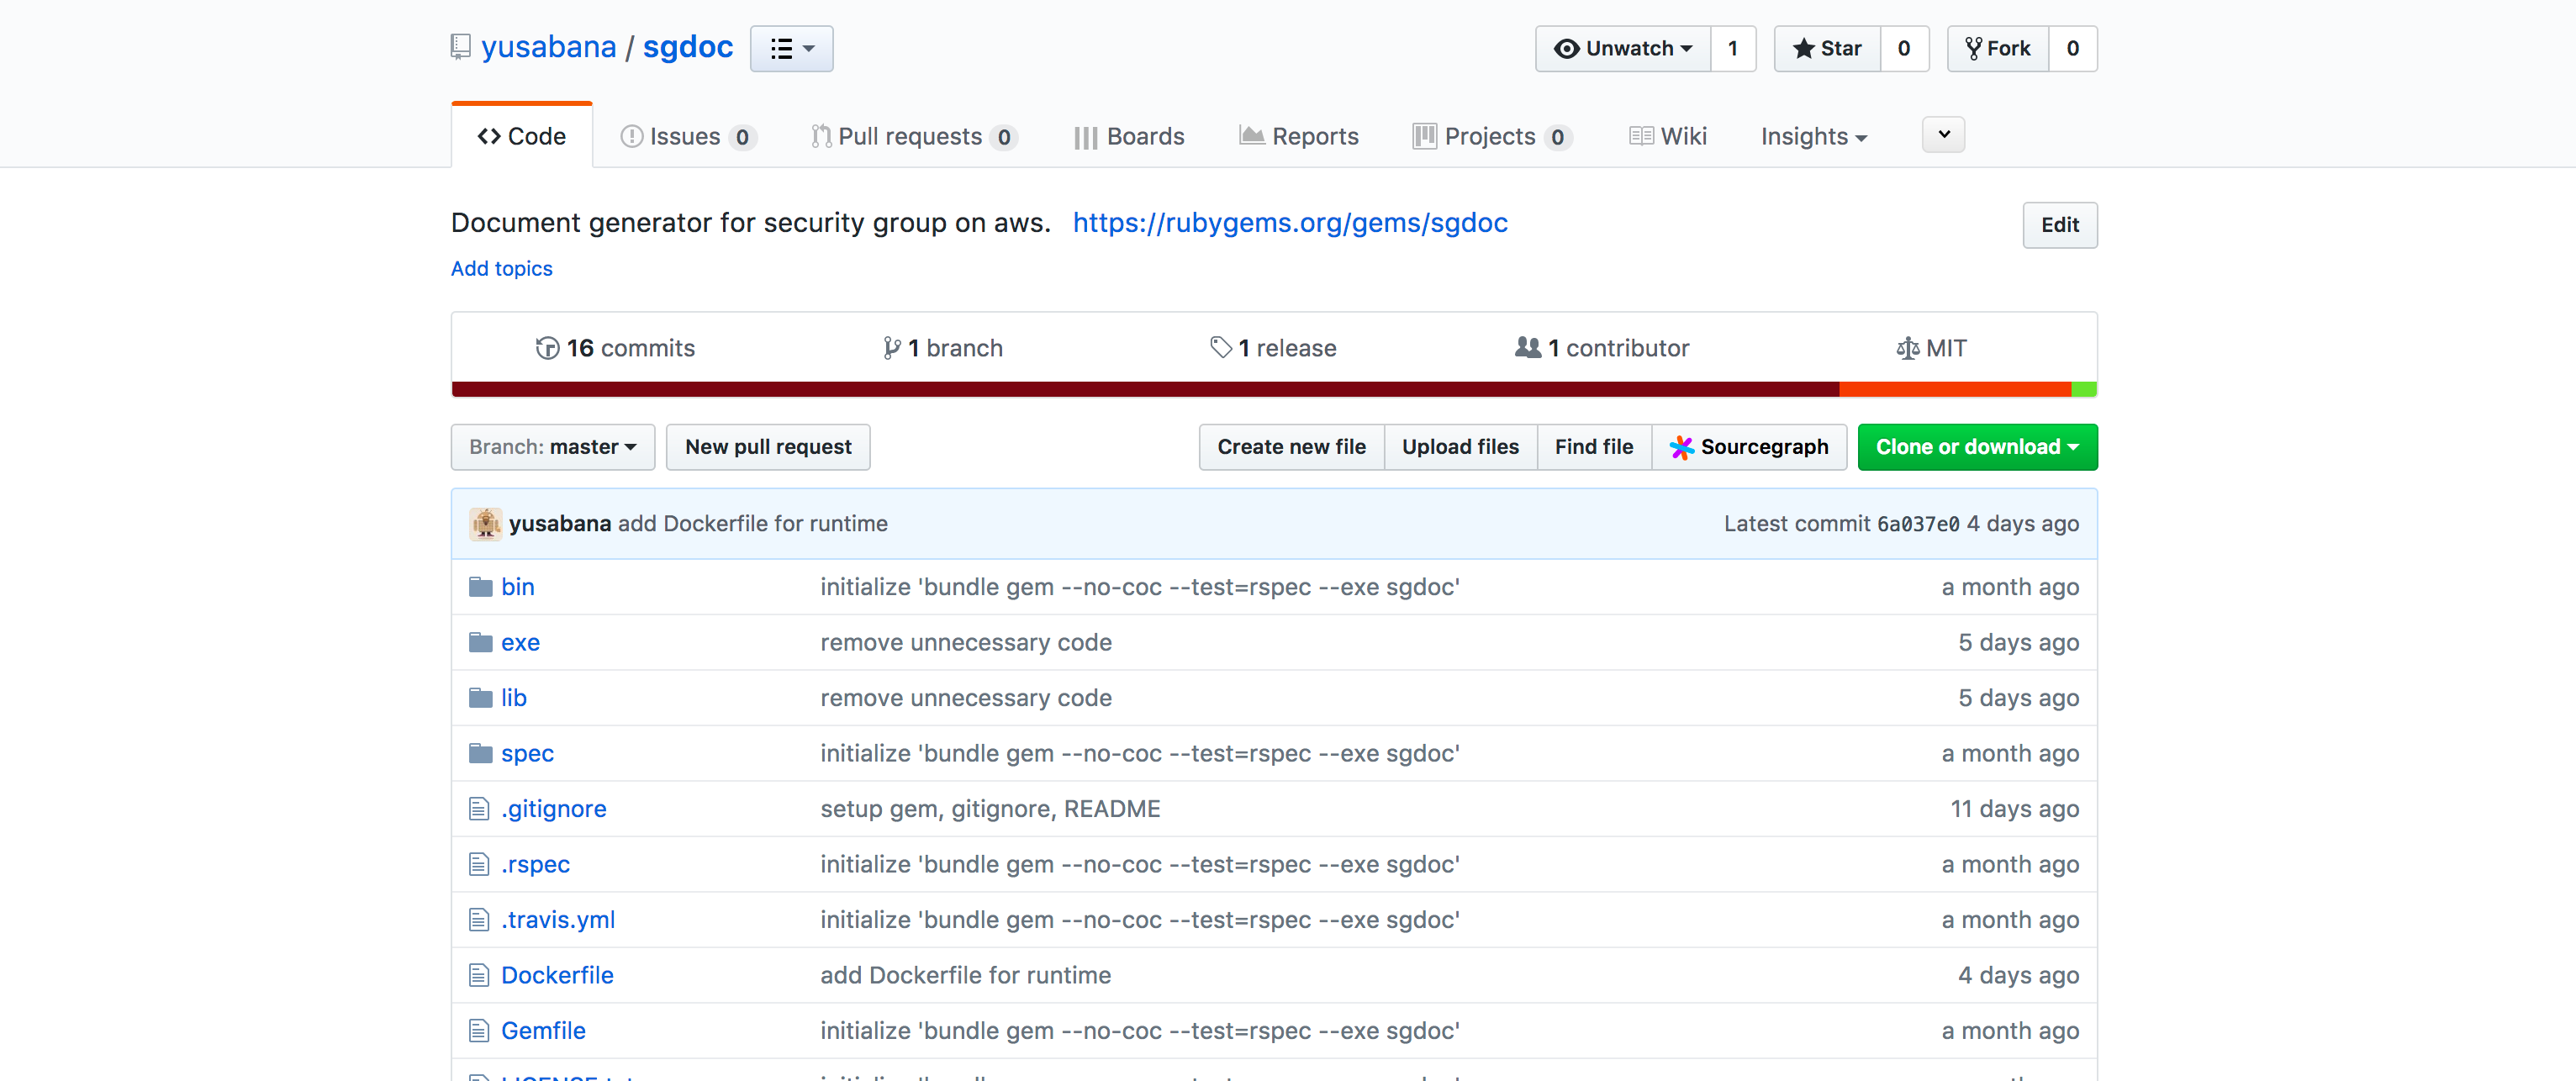 yusabana / sgdoc
Unwatch 1 Star 0 Fork 0
Code Issues 0 Pull requests 0 Boards Reports Projects 0 Wiki Insights
Document generator for security group on aws. https://rubygems.org/gems/sgdoc
Edit
Add topics
16 commits 1 branch 1 release 1 contributor MIT
Branch: master New pull request Create new file Upload files Find file Sourcegraph Clone or download
yusabana add Dockerfile for runtime Latest commit 6a037e0 4 days ago
bin initialize 'bundle gem --no-coc --test=rspec --exe sgdoc' a month ago
exe remove unnecessary code 5 days ago
lib remove unnecessary code 5 days ago
spec initialize 'bundle gem --no-coc --test=rspec --exe sgdoc' a month ago
.gitignore setup gem, gitignore, README 11 days ago
.rspec initialize 'bundle gem --no-coc --test=rspec --exe sgdoc' a month ago
.travis.yml initialize 'bundle gem --no-coc --test=rspec --exe sgdoc' a month ago
Dockerfile add Dockerfile for runtime 4 days ago
Gemfile initialize 'bundle gem --no-coc --test=rspec --exe sgdoc' a month ago